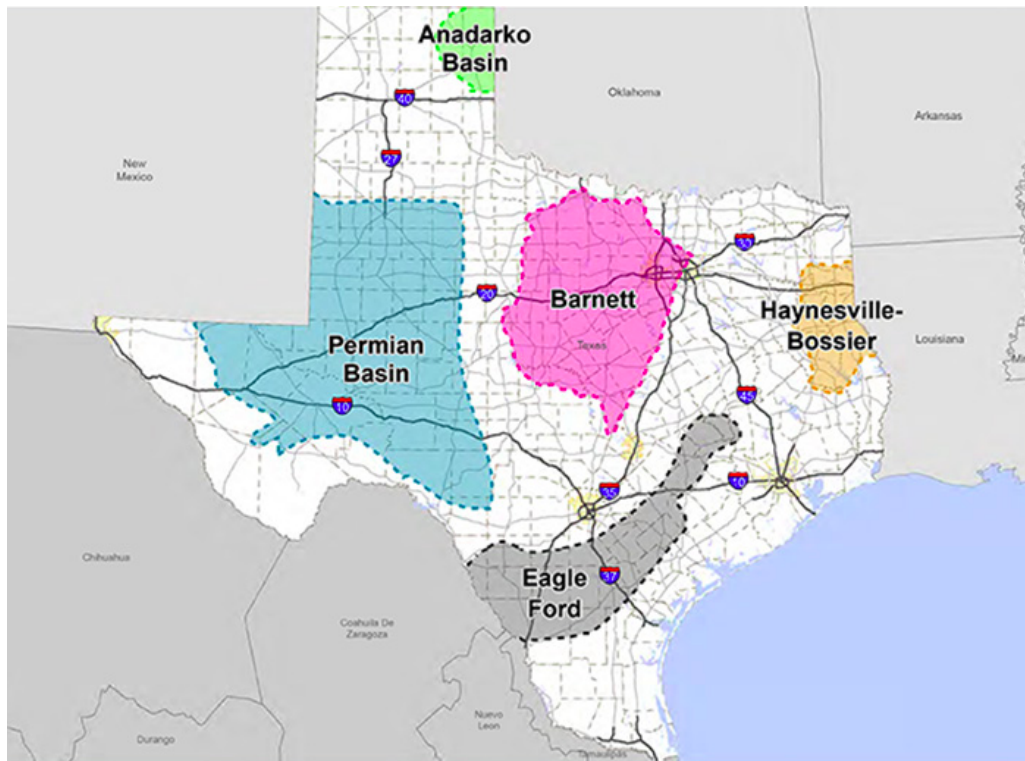 Anadarko
Basin
Oklahoma
40
Arkansas
27
New
Mexico
30
20
Barnett
Haynesville-
Bossier
Texas
Louisiana
Permian
Basin
10
45
35
10
Eagle
Ford
37
Chihuahua
Coahuila De
Zaragoza
Nuevo
Leon
Durango
Tamaulipas